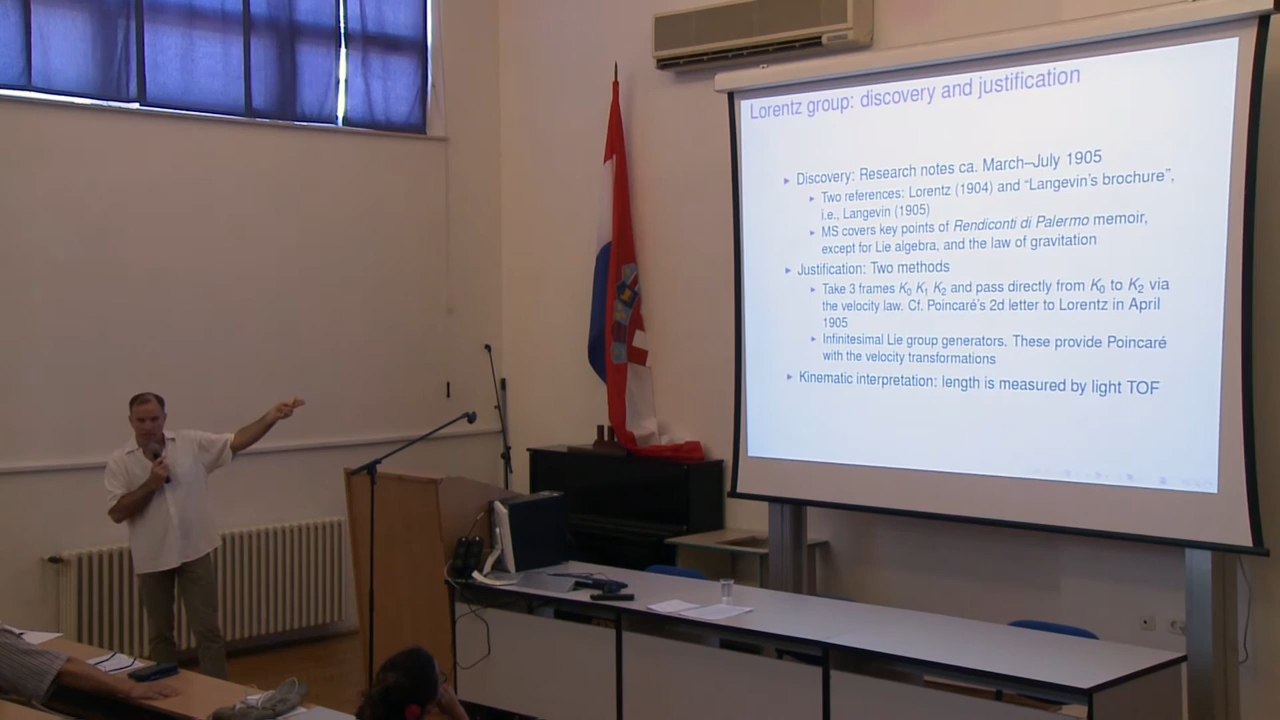 Lorentz group: discovery and justification
▸ Discovery: Research notes ca. March–July 1905
▸ Two references: Lorentz (1904) and “Langevin's brochure”,
i.e., Langevin (1905)
▸ MS covers key points of Rendiconti di Palermo memoir,
except for Lie algebra, and the law of gravitation
▸ Justification: Two methods
▸ Take 3 frames K₀ K₁ K₂ and pass directly from K₀ to K₂ via
the velocity law. Cf. Poincaré's 2d letter to Lorentz in April
1905
▸ Infinitesimal Lie group generators. These provide Poincaré
with the velocity transformations
▸ Kinematic interpretation: length is measured by light TOF